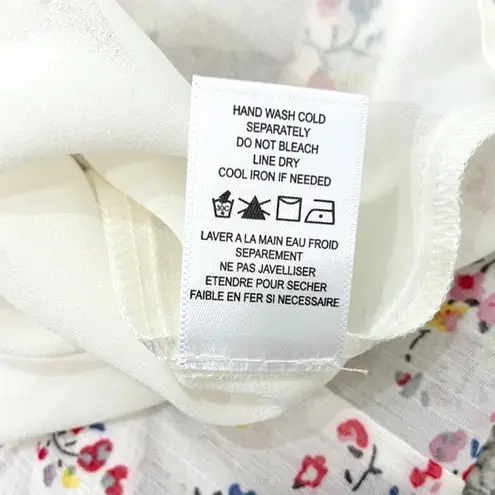 HAND WASH COLD
SEPARATELY
DO NOT BLEACH
LINE DRY
COOL IRON IF NEEDED
30C
LAVER A LA MAIN EAU FROID
SEPAREMENT
NE PAS JAVELLISER
ETENDRE POUR SECHER
FAIBLE EN FER SI NECESSAIRE